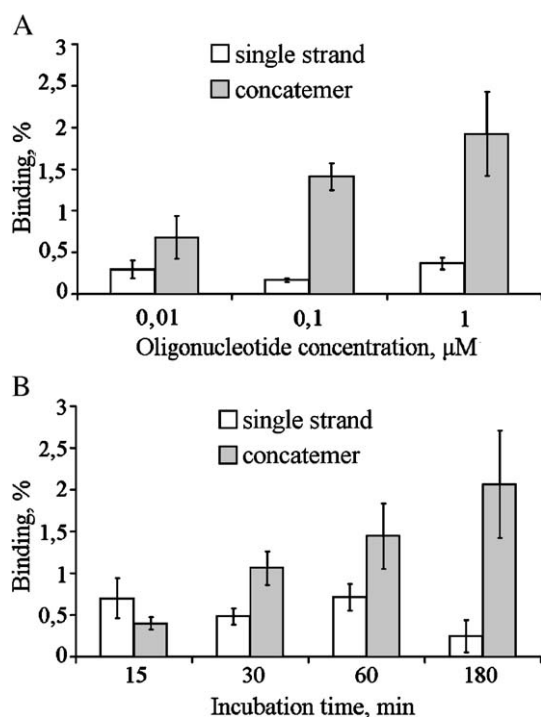 A
3
2,5
2
1,5
1
0,5
0
Binding, %
single strand
concatemer
0,01 0,1 1
Oligonucleotide concentration, μM
B
3
2,5
2
1,5
1
0,5
0
Binding, %
single strand
concatemer
15 30 60 180
Incubation time, min